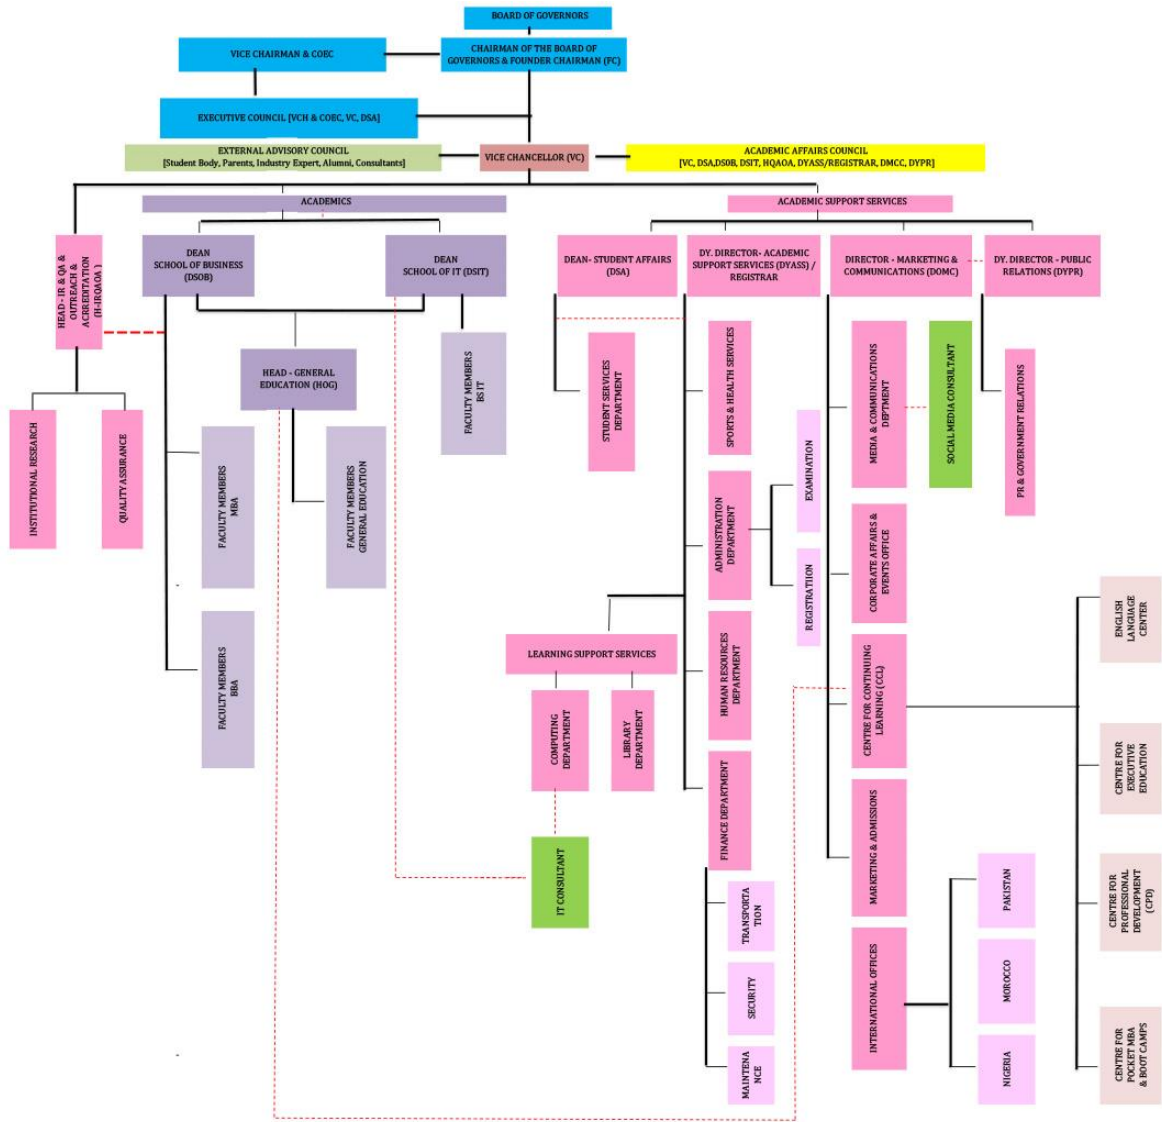 BOARD OF GOVERNORS
VICE CHAIRMAN & COEC
CHAIRMAN OF THE BOARD OF
GOVERNORS & FOUNDER CHAIRMAN (FC)
EXECUTIVE COUNCIL [VCH & COEC, VC, DSA]
EXTERNAL ADVISORY COUNCIL
[Student Body, Parents, Industry Expert, Alumni, Consultants]
VICE CHANCELLOR (VC)
ACADEMIC AFFAIRS COUNCIL
[VC, DSA,DS0B, DSIT, HQAOA, DYASS/REGISTRAR, DMCC, DYPR]
ACADEMICS
ACADEMIC SUPPORT SERVICES
HEAD - IR & QA &
OUTREACH &
ACRREDITATION
(H-IRQAOA )
DEAN
SCHOOL OF BUSINESS (DSOB)
DEAN
SCHOOL OF IT (DSIT)
DEAN- STUDENT AFFAIRS
(DSA)
DY. DIRECTOR- ACADEMIC
SUPPORT SERVICES (DYASS) /
REGISTRAR
DIRECTOR - MARKETING &
COMMUNICATIONS (DOMC)
DY. DIRECTOR - PUBLIC
RELATIONS (DYPR)
HEAD - GENERAL
EDUCATION (HOG)
FACULTY MEMBERS
BS IT
STUDENT SERVICES
DEPARTMENT
SPORTS & HEALTH SERVICES
MEDIA & COMMUNICATIONS
DEPTMENT
SOCIAL MEDIA CONSULTANT
PR & GOVERNMENT RELATIONS
INSTITUTIONAL RESEARCH
QUALITY ASSURANCE
FACULTY MEMBERS
MBA
FACULTY MEMBERS
GENERAL EDUCATION
ADMINISTRATION
DEPARTMENT
EXAMINATION
REGISTRATIION
CORPORATE AFFAIRS &
EVENTS OFFICE
ENGLISH
LANGUAGE
CENTER
FACULTY MEMBERS
BBA
LEARNING SUPPORT SERVICES
COMPUTING
DEPARTMENT
LIBRARY
DEPARTMENT
HUMAN RESOURCES
DEPARTMENT
CENTRE FOR CONTINUING
LEARNING ( CCL)
CENTRE FOR
EXECUTIVE
EDUCATION
IT CONSULTANT
FINANCE DEPARTMENT
MARKETING & ADMISSIONS
CENTRE FOR
PROFESSIONAL
DEVELOPMENT
(CPD)
TRANSPORTA
TION
SECURITY
MAINTENA
NCE
INTERNATIONAL OFFICES
PAKISTAN
MOROCCO
NIGERIA
CENTRE FOR
POCKET MBA
& BOOT CAMPS